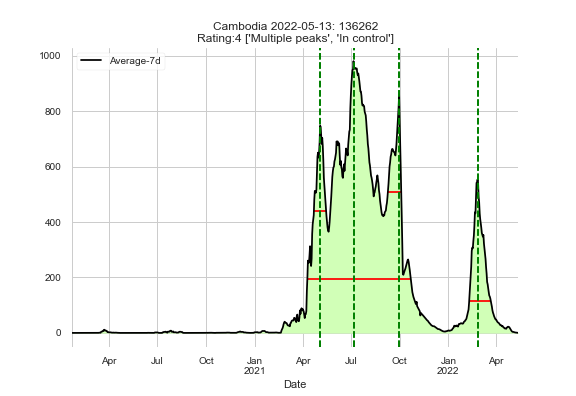 Cambodia 2022-05-13: 136262
Rating:4 ['Multiple peaks', 'In control']
Average-7d
1000
800
600
400
200
0
Apr Jul Oct Jan Apr Jul Oct Jan Apr
2021 2022
Date